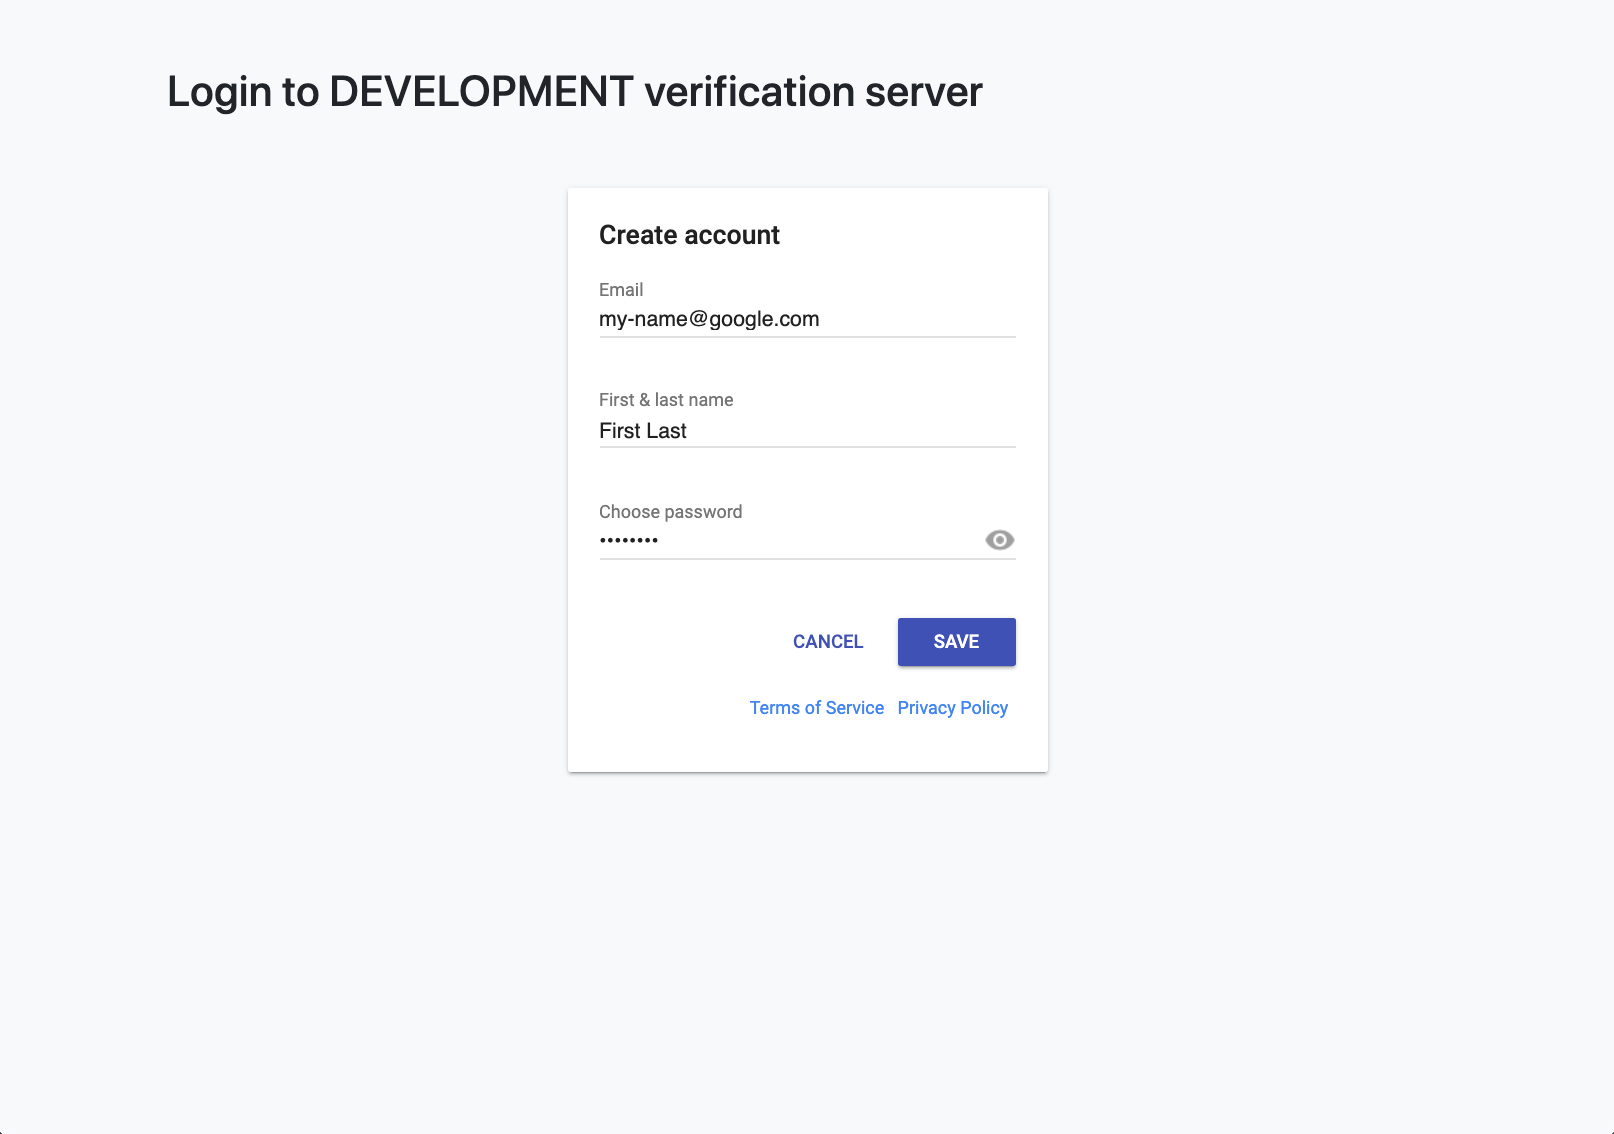 Login to DEVELOPMENT verification server
Create account
Email
my-name@google.com
First & last name
First Last
Choose password
••••••••
CANCEL SAVE
Terms of Service Privacy Policy